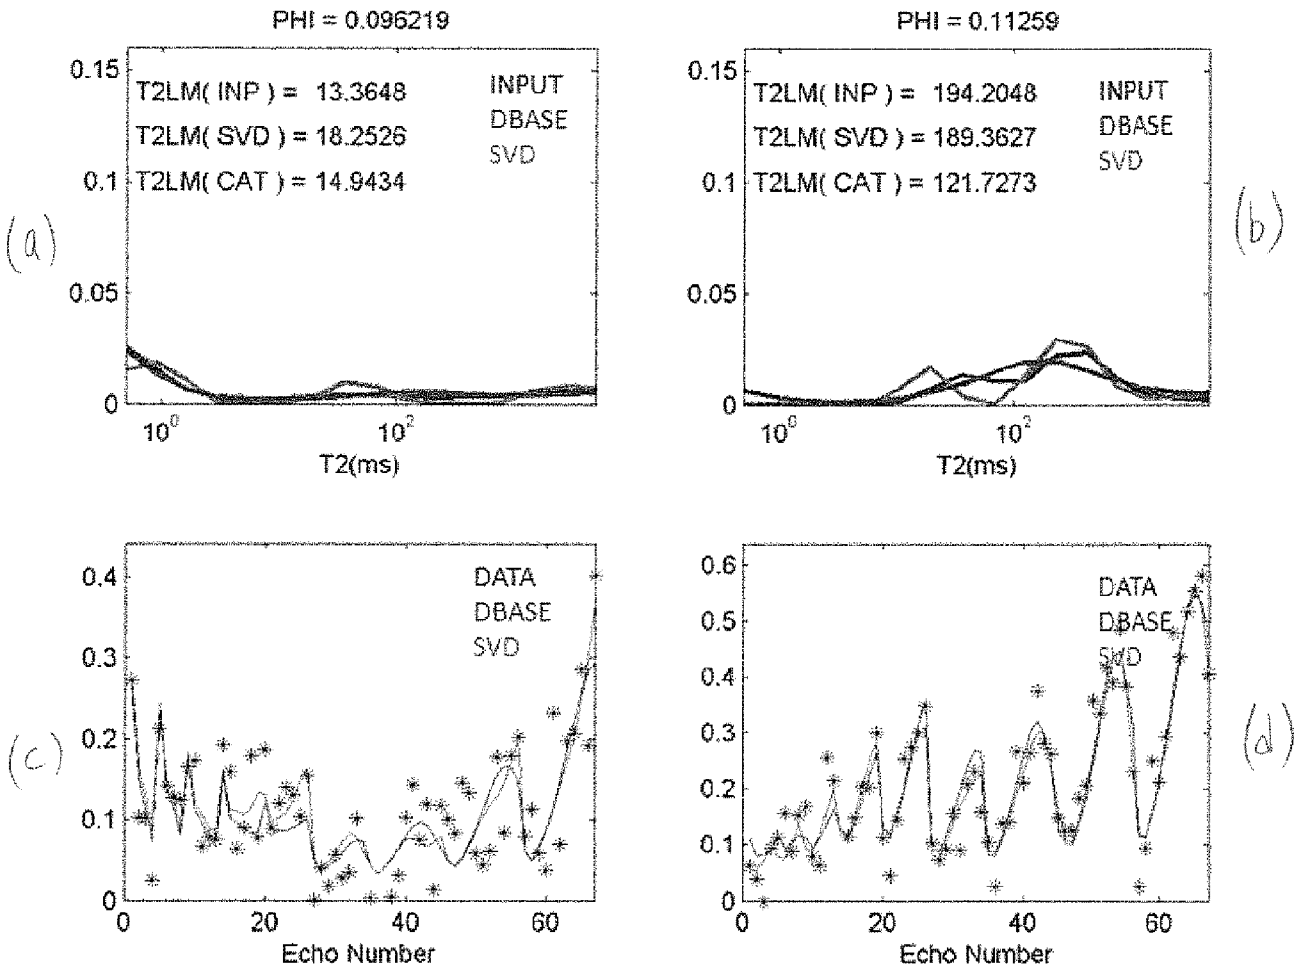 PHI = 0.096219
0.15
0.1
0.05
0
T2LM( INP ) = 13.3648
T2LM( SVD ) = 18.2526
T2LM( CAT ) = 14.9434
INPUT
DBASE
SVD
(a)
10^0
10^2
T2(ms)
PHI = 0.11259
0.15
0.1
0.05
0
T2LM( INP ) = 194.2048
T2LM( SVD ) = 189.3627
T2LM( CAT ) = 121.7273
INPUT
DBASE
SVD
(b)
10^0
10^2
T2(ms)
0.4
0.3
0.2
0.1
0
DATA
DBASE
SVD
(c)
0
20
40
60
Echo Number
0.6
0.5
0.4
0.3
0.2
0.1
0
DATA
DBASE
SVD
(d)
0
20
40
60
Echo Number